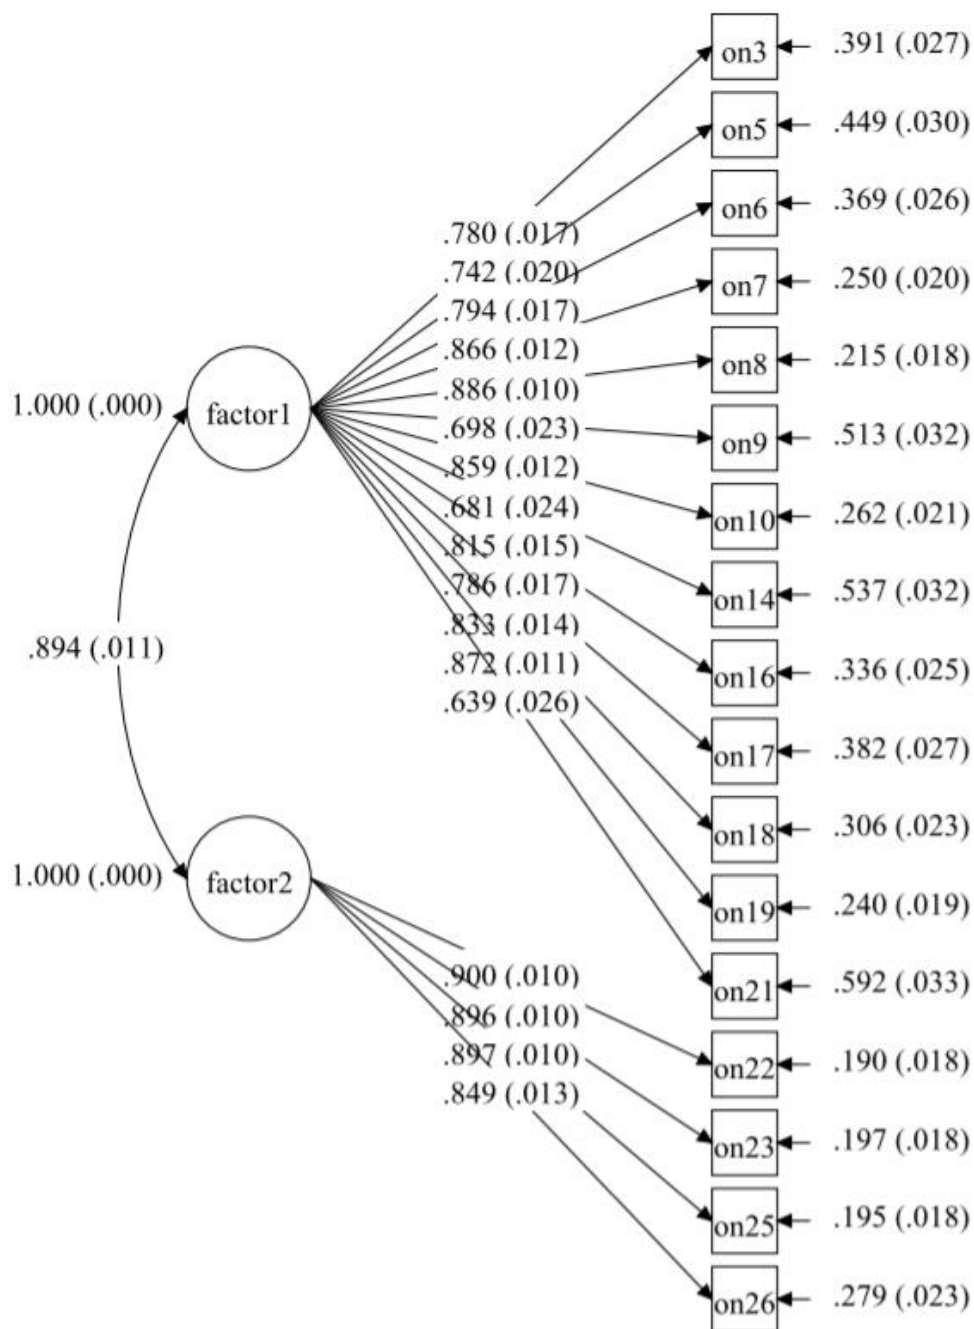 on3
.391 (.027)
on5
.449 (.030)
on6
.369 (.026)
on7
.250 (.020)
on8
.215 (.018)
on9
.513 (.032)
on10
.262 (.021)
on14
.537 (.032)
on16
.336 (.025)
on17
.382 (.027)
on18
.306 (.023)
on19
.240 (.019)
on21
.592 (.033)
on22
.190 (.018)
on23
.197 (.018)
on25
.195 (.018)
on26
.279 (.023)
.780 (.017)
.742 (.020)
.794 (.017)
.866 (.012)
.886 (.010)
.698 (.023)
.859 (.012)
.681 (.024)
.815 (.015)
.786 (.017)
.833 (.014)
.872 (.011)
.639 (.026)
1.000 (.000)
factor1
.894 (.011)
1.000 (.000)
factor2
.900 (.010)
.896 (.010)
.897 (.010)
.849 (.013)